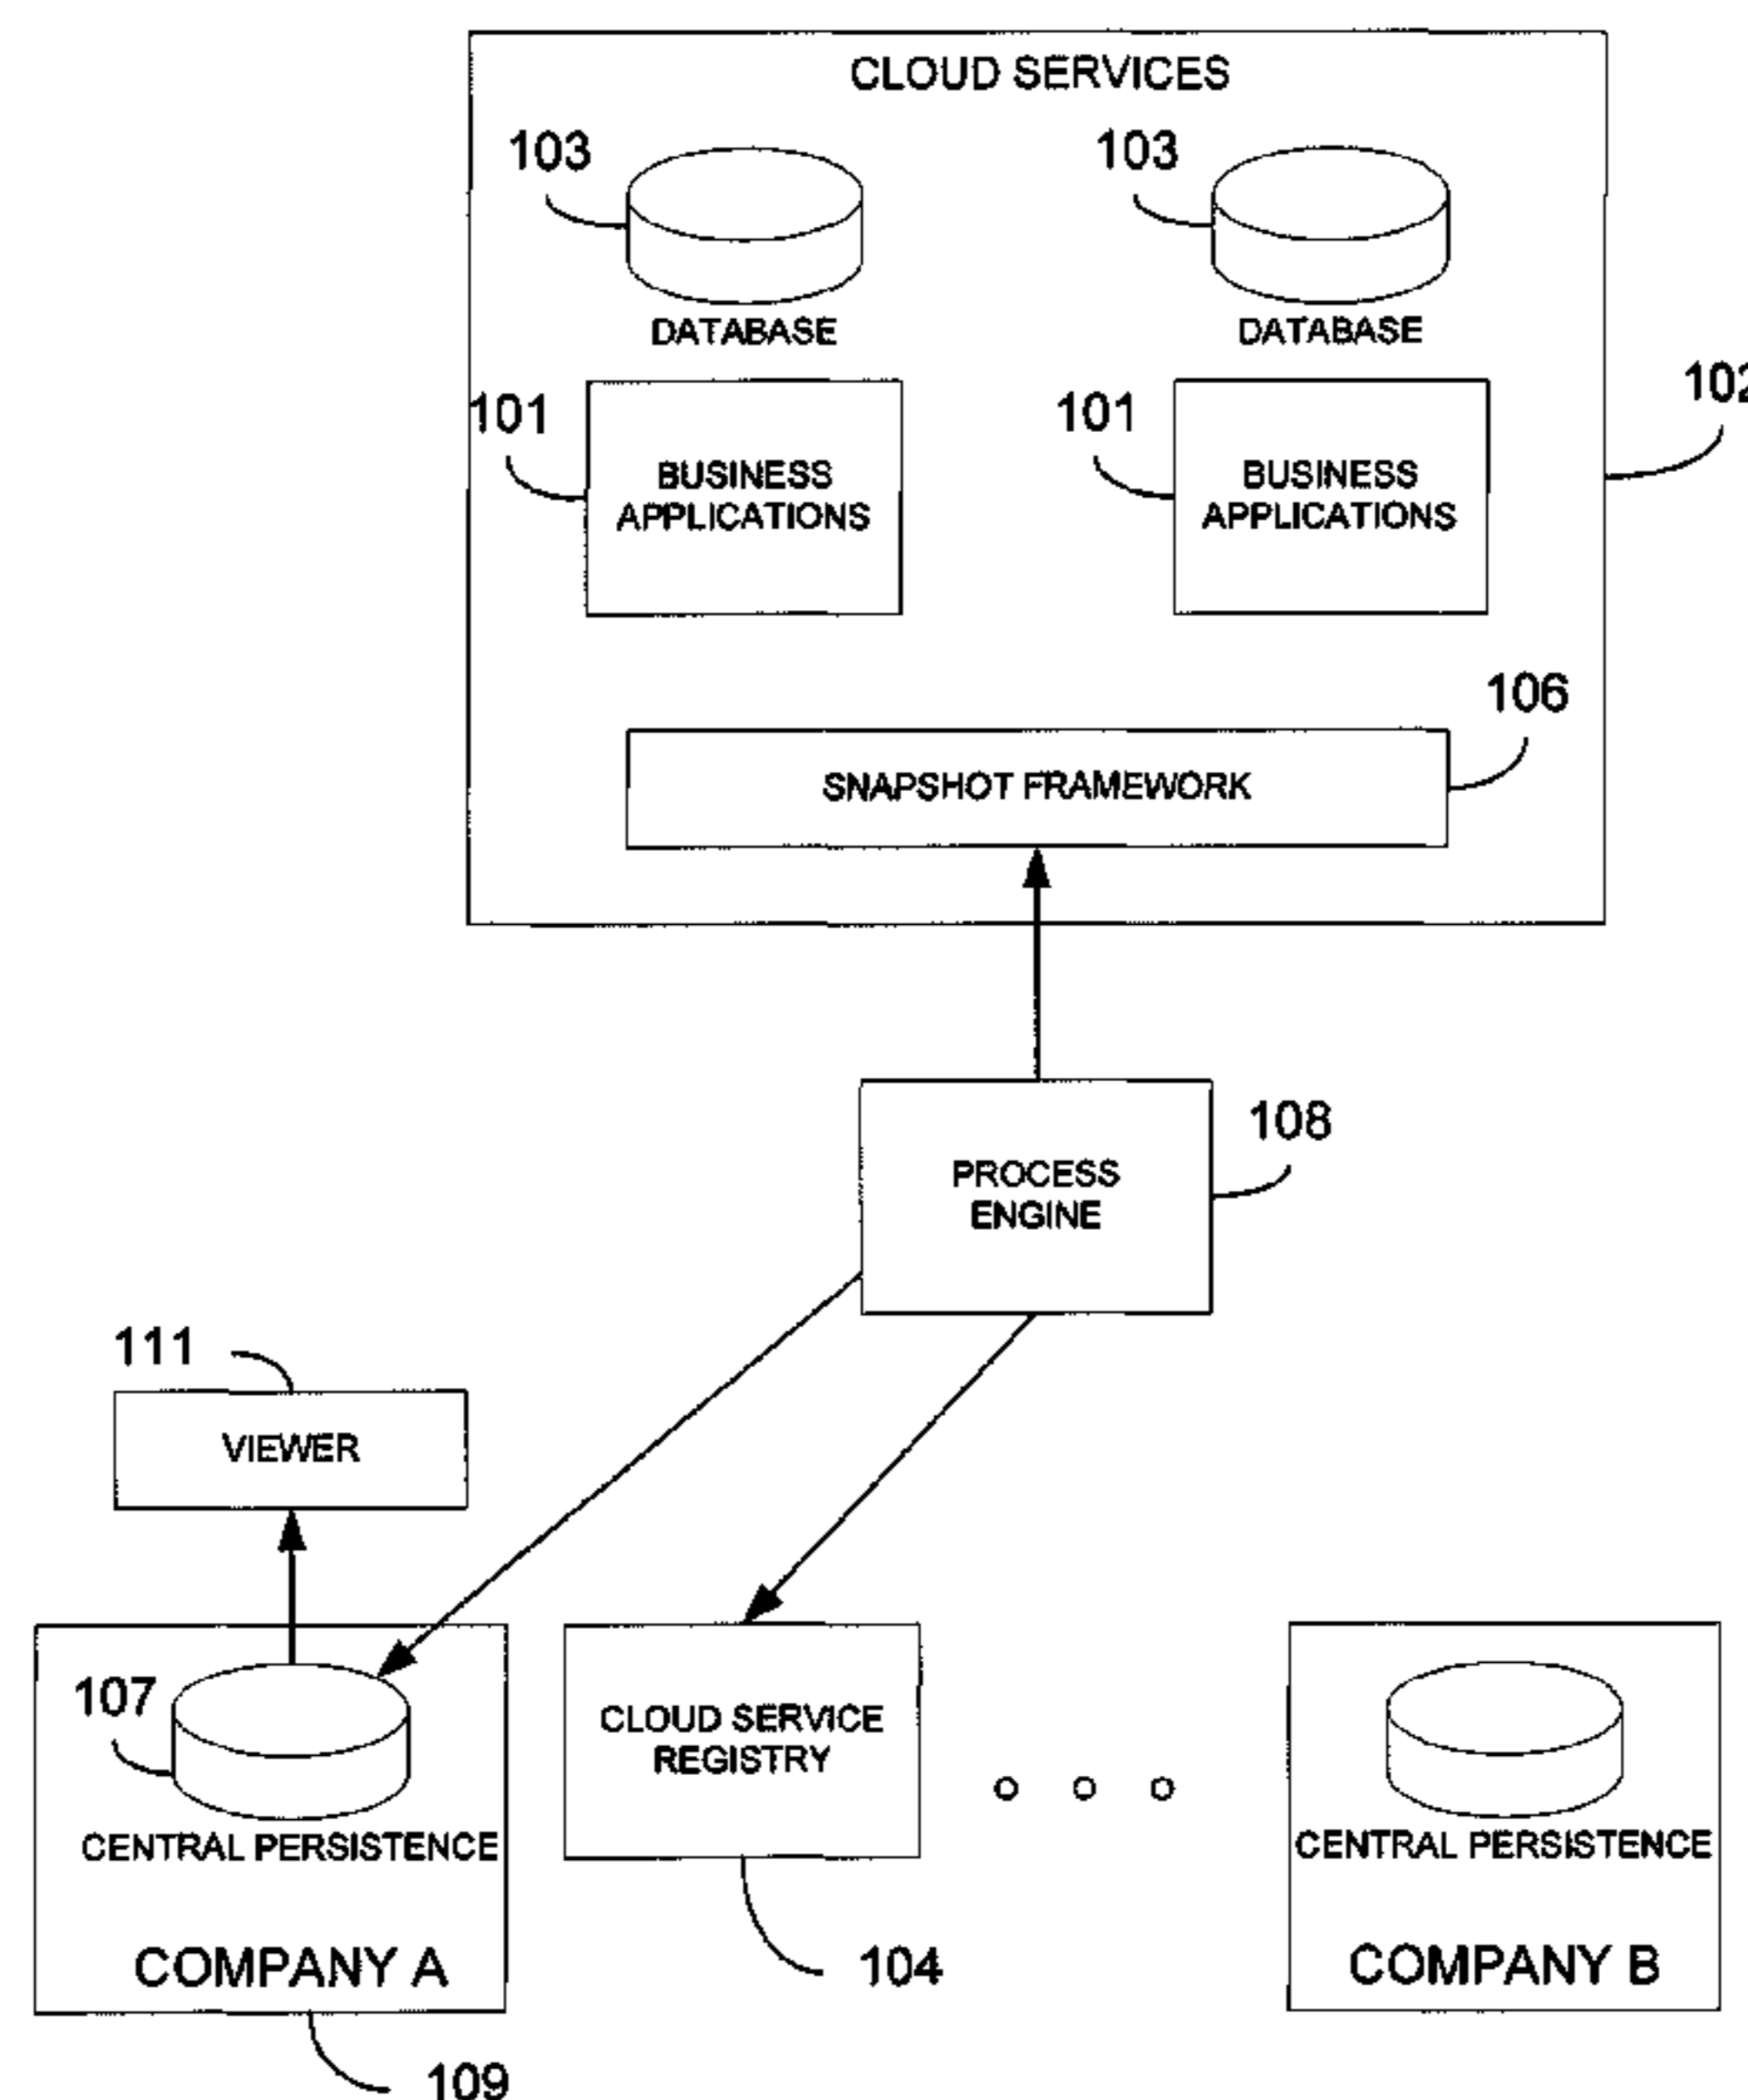 CLOUD SERVICES
103
103
DATABASE
DATABASE
102
101
101
BUSINESS
APPLICATIONS
BUSINESS
APPLICATIONS
106
SNAPSHOT FRAMEWORK
108
PROCESS
ENGINE
111
VIEWER
107
CLOUD SERVICE
REGISTRY
CENTRAL PERSISTENCE
CENTRAL PERSISTENCE
COMPANY A
104
COMPANY B
109